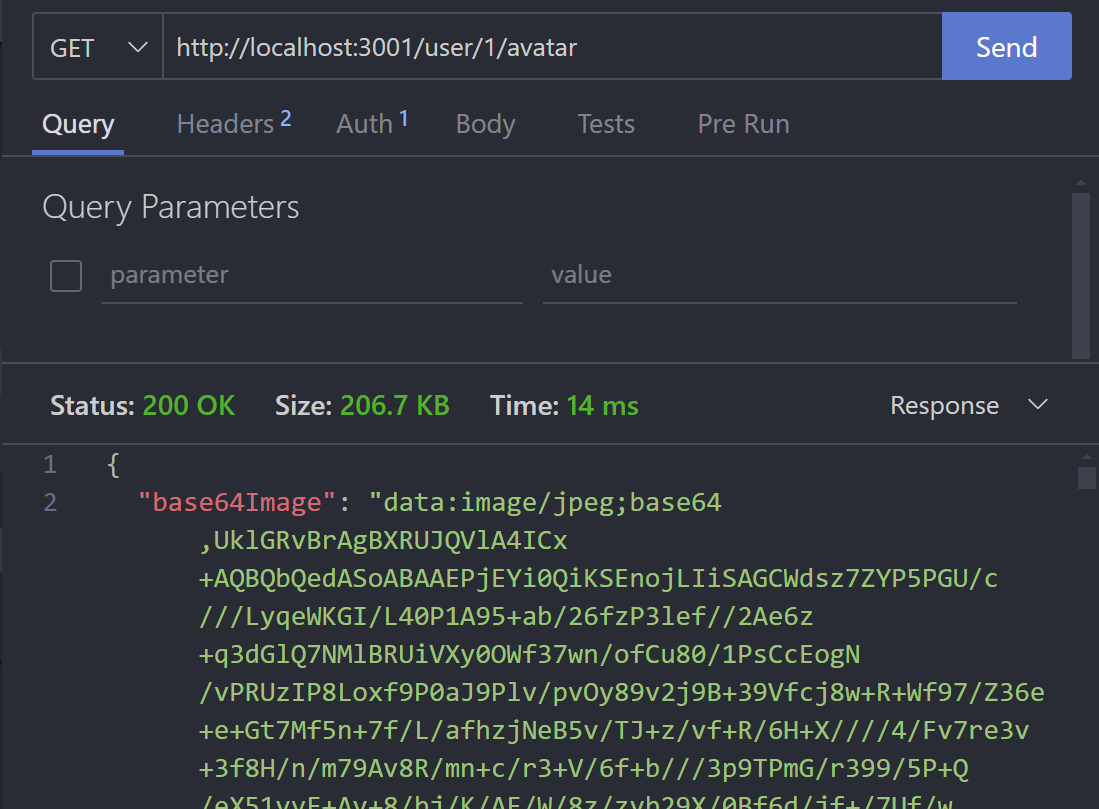 GET http://localhost:3001/user/1/avatar Send
Query Headers 2 Auth 1 Body Tests Pre Run
Query Parameters
parameter value
Status: 200 OK Size: 206.7 KB Time: 14 ms Response
1 {
2 "base64Image": "data:image/jpeg;base64
,UklGRvBrAgBXRUJQVlA4ICx
+AQBQbQedASoABAAEPjEYi0QiKSEnojLIiSAGCWdsz7ZYP5PGU/c
///LyqeWKGI/L40P1A95+ab/26fzP3lef//2Ae6z
+q3dGlQ7NMlBRUiVXy0OWf37wn/ofCu80/1PsCcEogN
/vPRUzIP8Loxf9P0aJ9Plv/pvOy89v2j9B+39Vfcj8w+R+Wf97/Z36e
+e+Gt7Mf5n+7f/L/afhzjNeB5v/TJ+z/vf+R/6H+X////4/Fv7re3v
+3f8H/n/m79Av8R/mn+c/r3+V/6f+b///3p9TPmG/r399/5P+Q